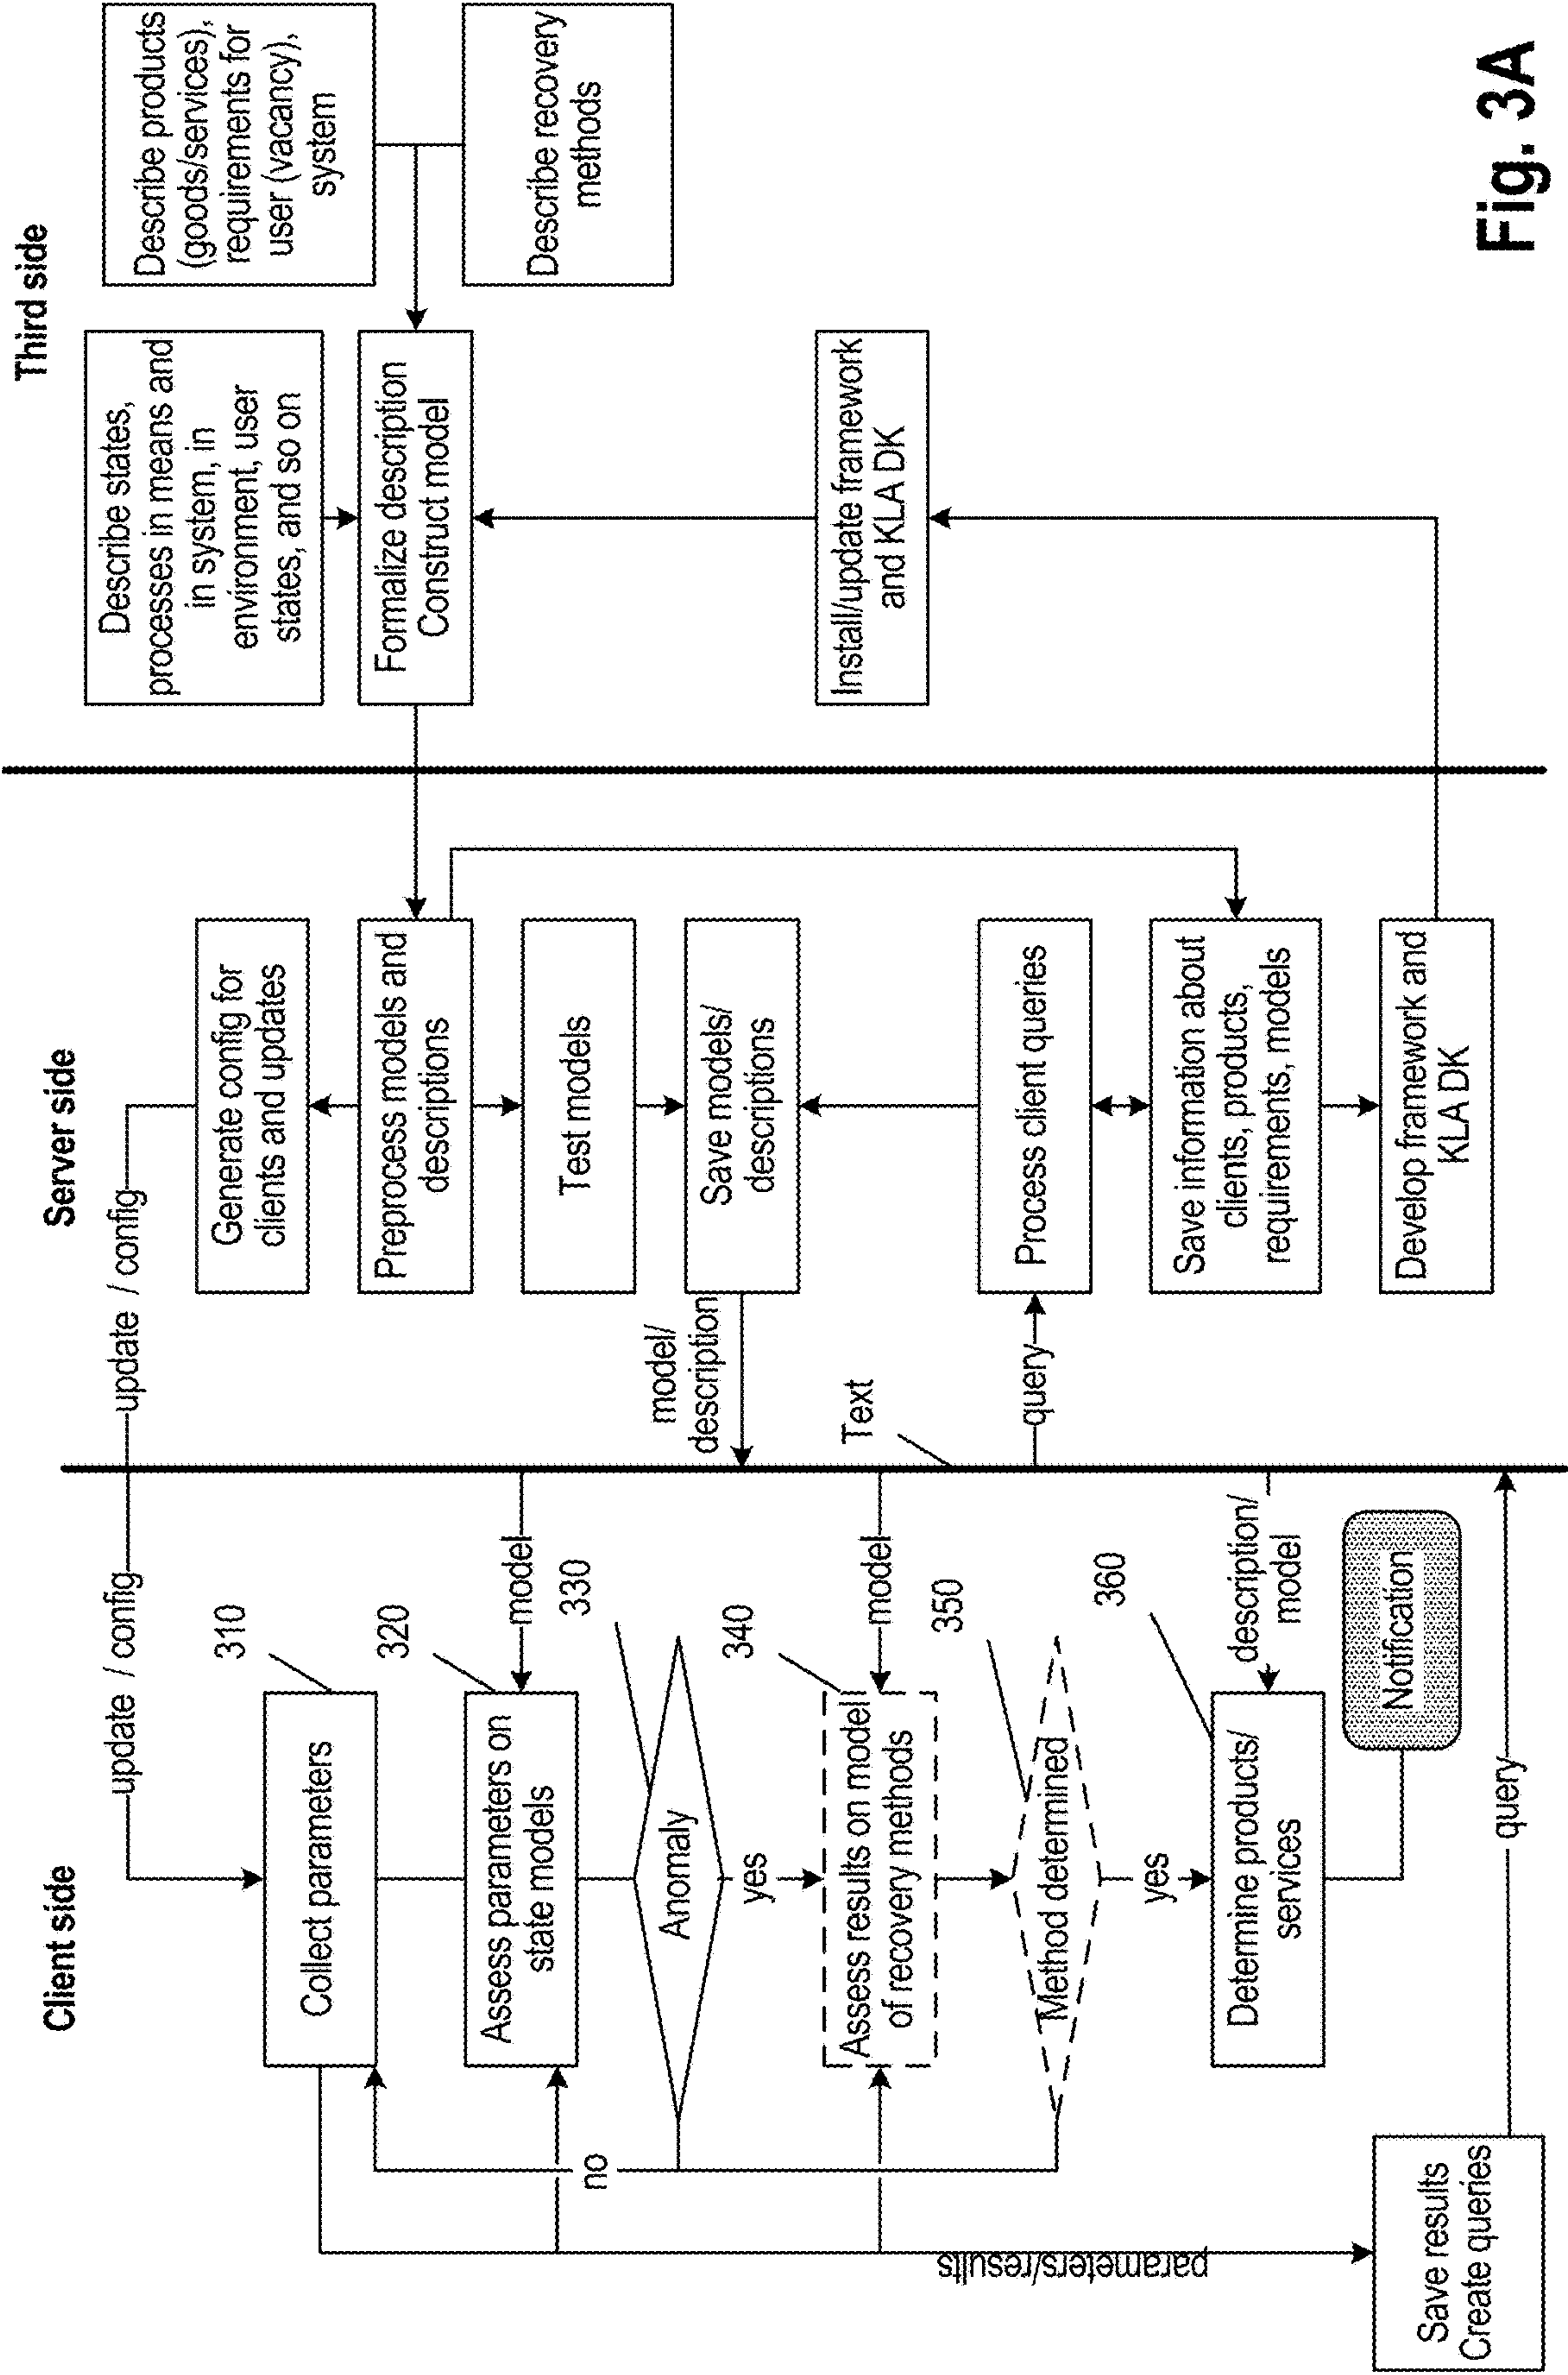 Client side
Server side
Third side
update / config
update / config
310
Collect parameters
320
Assess parameters on
state models
model
330
Anomaly
no
yes
340
Assess results on model
of recovery methods
model
350
Method determined
yes
360
Determine products/
services
description/
model
Notification
parameters/results
Save results
Create queries
query
Generate config for
clients and updates
Preprocess models and
descriptions
Test models
Save models/
descriptions
model/
description
Text
query
Process client queries
Save information about
clients, products,
requirements, models
Develop framework and
KLA DK
Describe states,
processes in means and
in system, in
environment, user
states, and so on
Formalize description
Construct model
Install/update framework
and KLA DK
Describe products
(goods/services),
requirements for
user (vacancy),
system
Describe recovery
methods
Fig. 3A